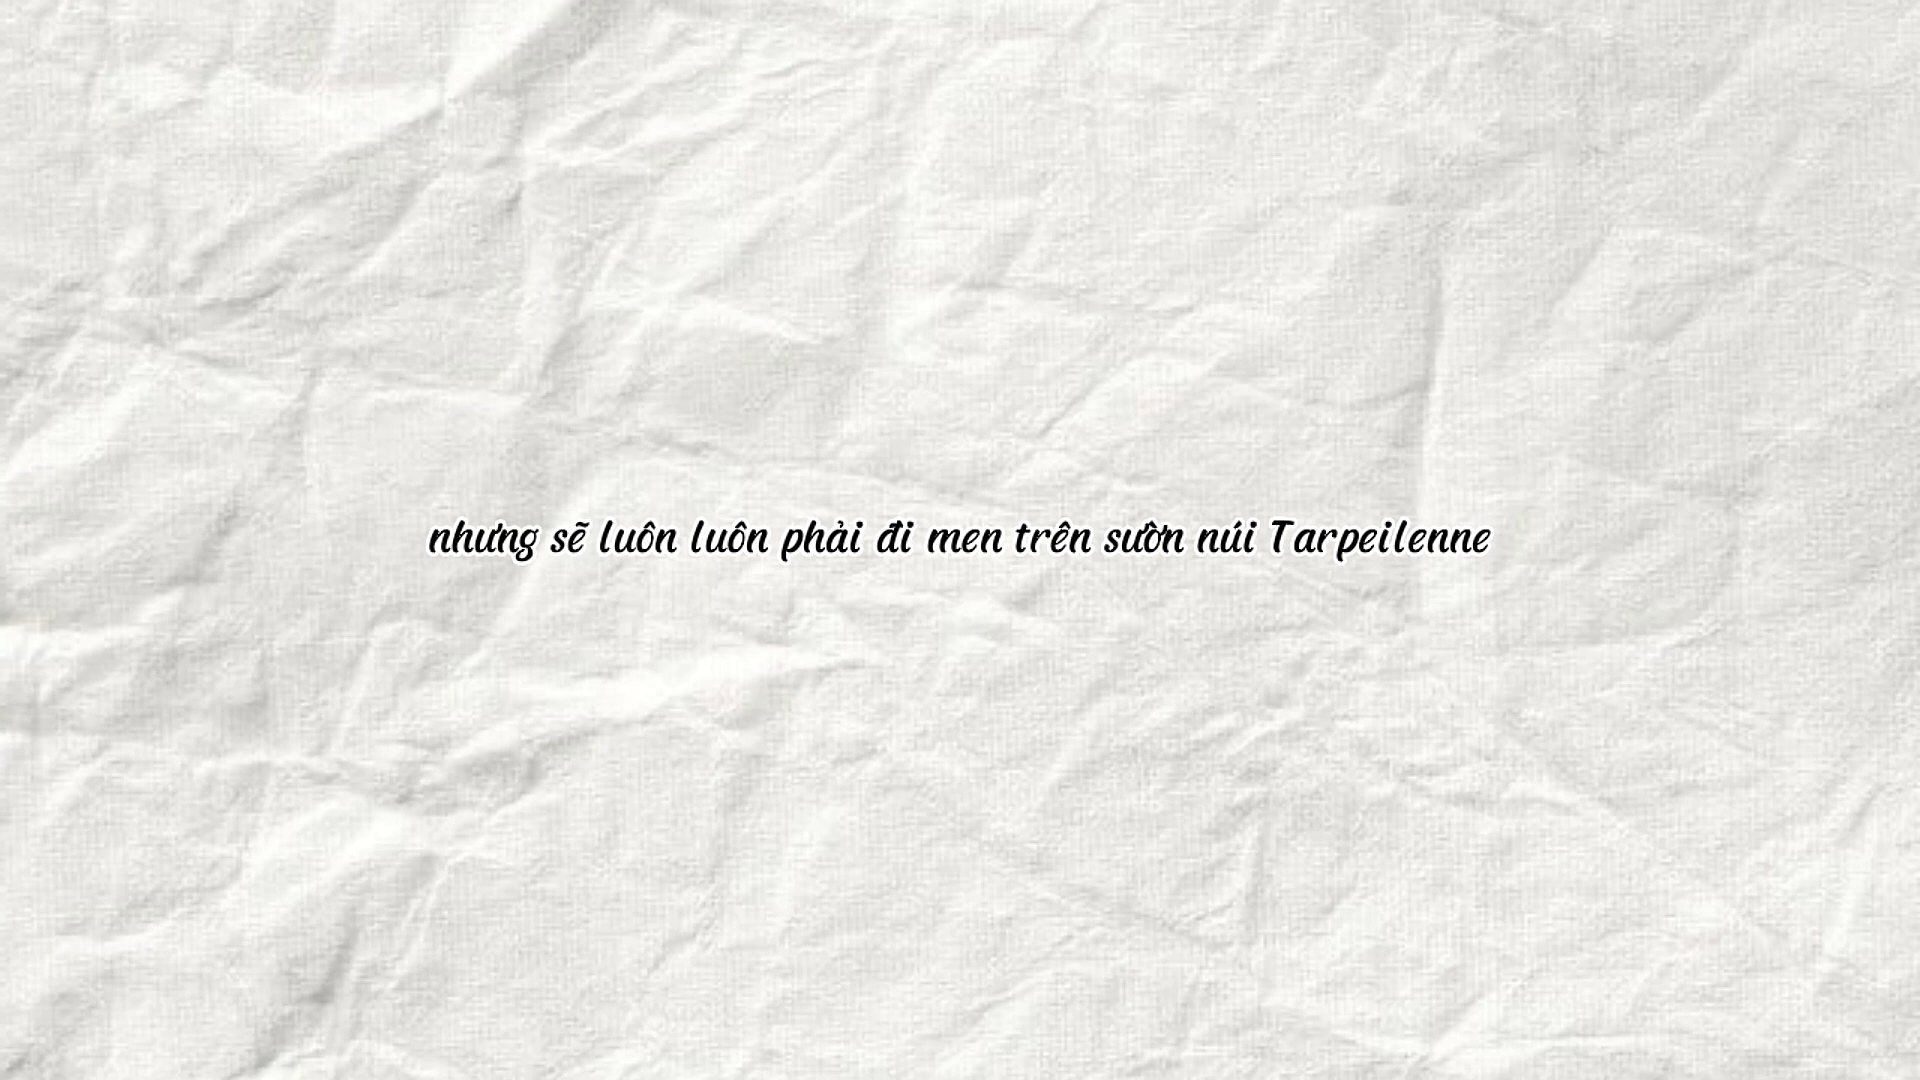 nhưng sẽ luôn luôn phải đi men trên sườn núi Tarpeilenne